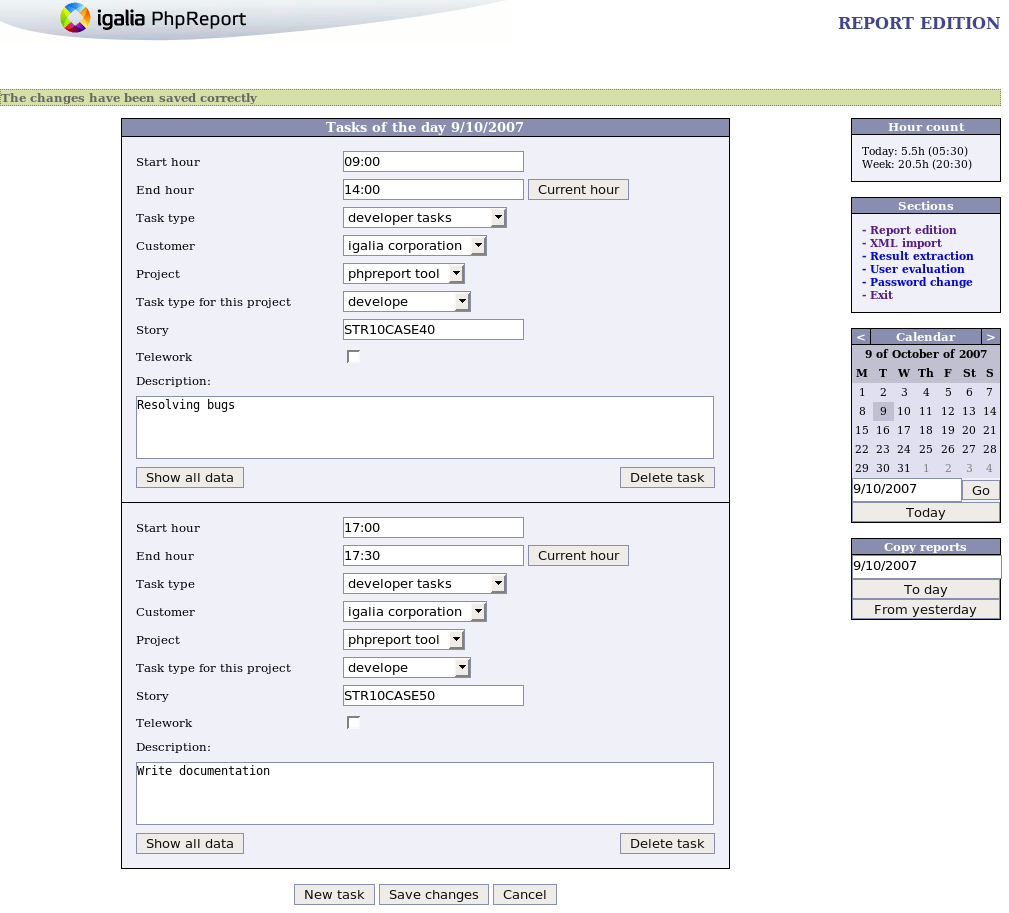 igalia PhpReport
REPORT EDITION
The changes have been saved correctly
Tasks of the day 9/10/2007
Start hour 09:00
End hour 14:00 Current hour
Task type developer tasks
Customer igalia corporation
Project phpreport tool
Task type for this project develope
Story STR10CASE40
Telework
Description:
Resolving bugs
Show all data Delete task
Start hour 17:00
End hour 17:30 Current hour
Task type developer tasks
Customer igalia corporation
Project phpreport tool
Task type for this project develope
Story STR10CASE50
Telework
Description:
Write documentation
Show all data Delete task
New task Save changes Cancel
Hour count
Today: 5.5h (05:30)
Week: 20.5h (20:30)
Sections
- Report edition
- XML import
- Result extraction
- User evaluation
- Password change
- Exit
< Calendar >
9 of October of 2007
M T W Th F St S
1 2 3 4 5 6 7
8 9 10 11 12 13 14
15 16 17 18 19 20 21
22 23 24 25 26 27 28
29 30 31 1 2 3 4
9/10/2007 Go
Today
Copy reports
9/10/2007
To day
From yesterday